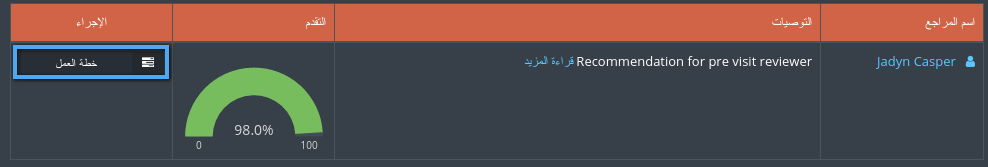 اسم المراجع
التوصيات
التقدم
الإجراء
Jadyn Casper
Recommendation for pre visit reviewer قراءة المزيد
98.0%
0
100
خطة العمل